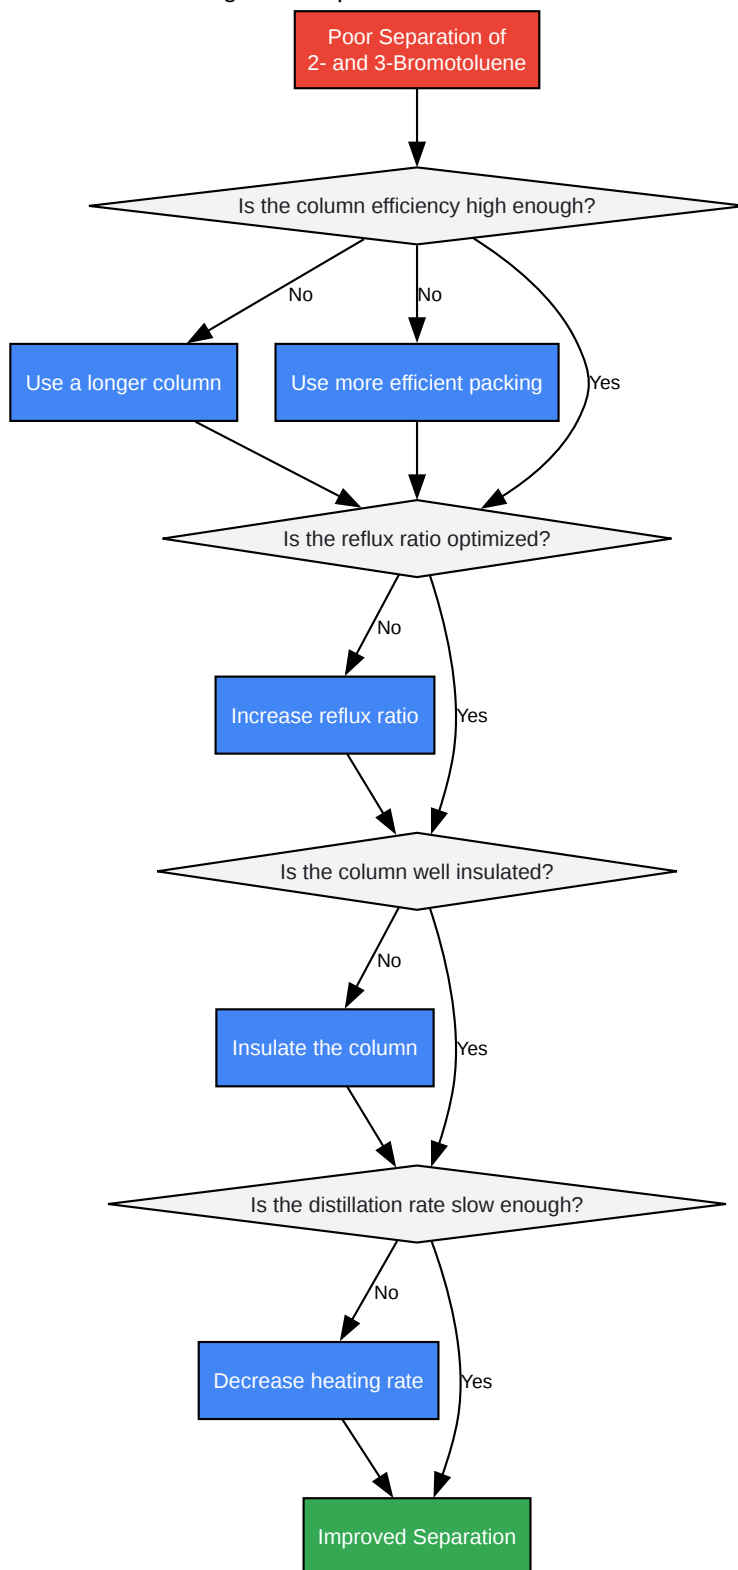 Poor Separation of
2- and 3-Bromotoluene
Is the column efficiency high enough?
No
No
Use a longer column
Use more efficient packing
Yes
Is the reflux ratio optimized?
No
Increase reflux ratio
Yes
Is the column well insulated?
No
Insulate the column
Yes
Is the distillation rate slow enough?
No
Decrease heating rate
Yes
Improved Separation